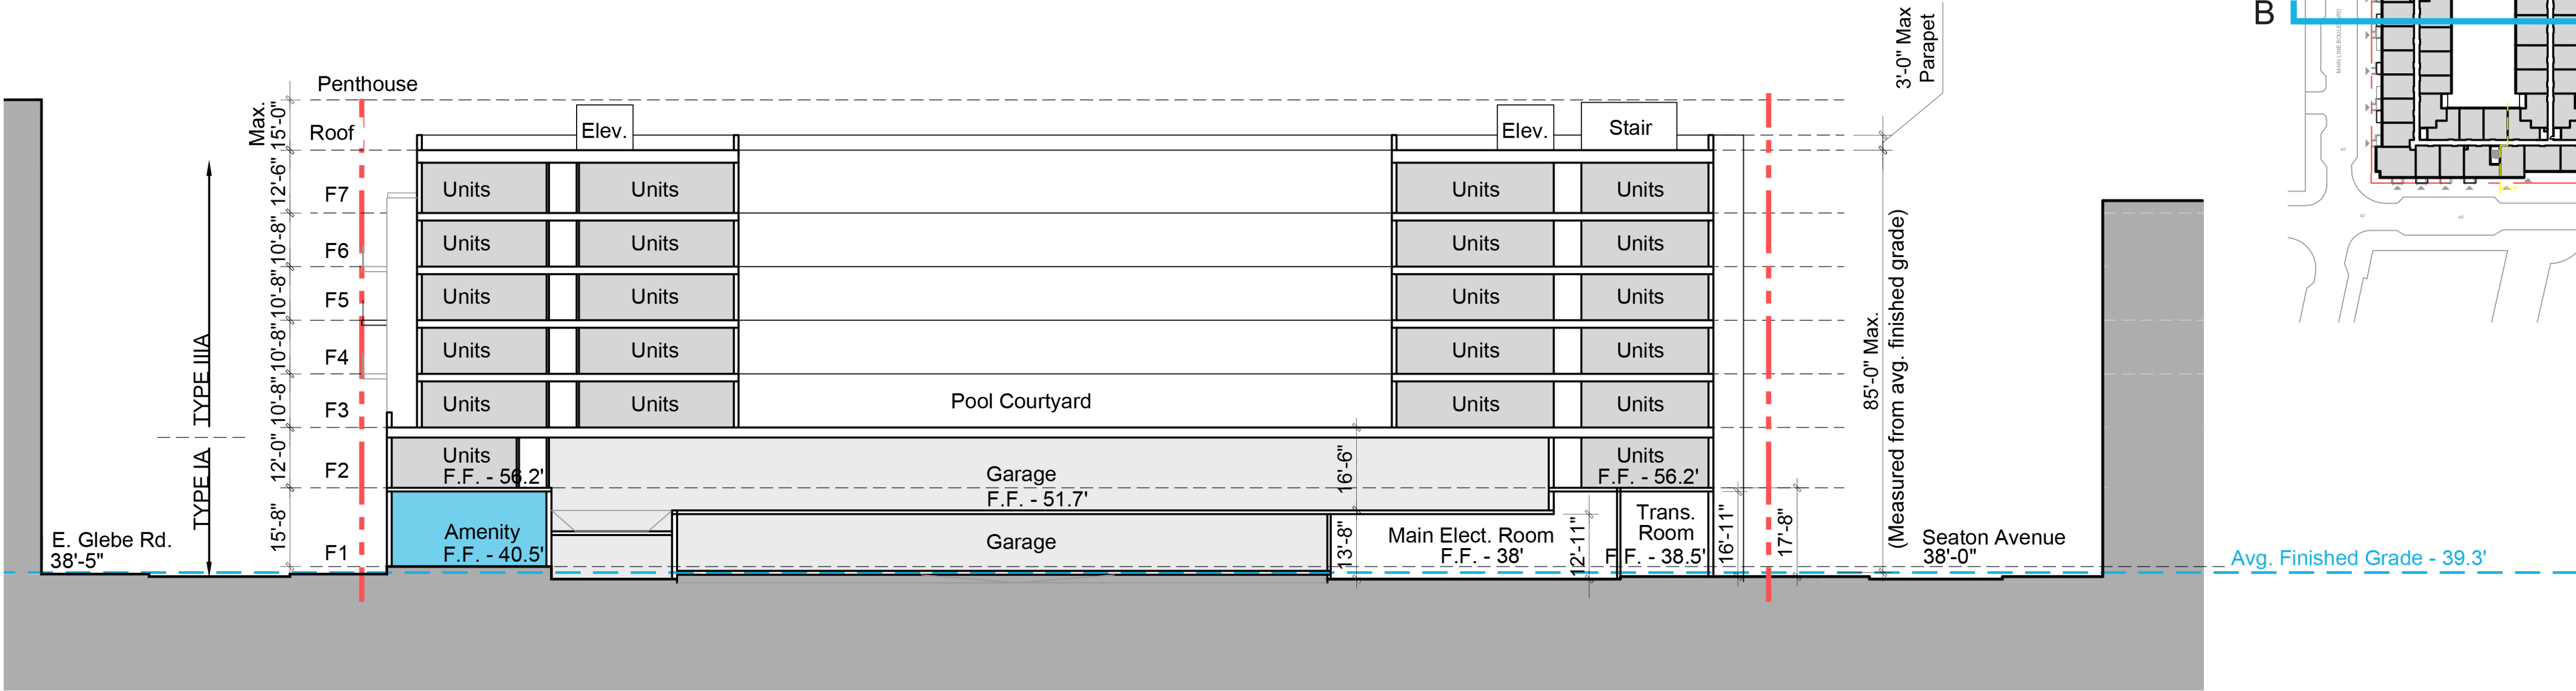 B
MAIN LINE BOULEVARD
3'-0" Max
Parapet
Penthouse
Max.
15'-0"
Roof
Elev.
Elev.
Stair
12'-6"
F7
Units
Units
Units
Units
10'-8"
F6
Units
Units
Units
Units
10'-8"
F5
Units
Units
Units
Units
10'-8"
F4
Units
Units
Units
Units
10'-8"
F3
Units
Units
Pool Courtyard
Units
Units
TYPE IIIA
TYPE IA
12'-0"
F2
Units
F.F. - 56.2'
Garage
F.F. - 51.7'
16'-6"
Units
F.F. - 56.2'
15'-8"
F1
Amenity
F.F. - 40.5'
Garage
13'-8"
Main Elect. Room
F.F. - 38'
12'-11"
Trans.
Room
F.F. - 38.5'
16'-11"
17'-8"
85'-0" Max.
(Measured from avg. finished grade)
E. Glebe Rd.
38'-5"
Seaton Avenue
38'-0"
Avg. Finished Grade - 39.3'